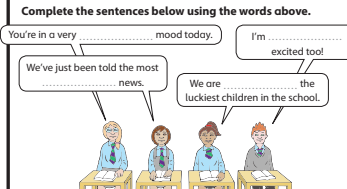 Complete the sentences below using the words above.
You're in a very ........................ mood today.
I'm ........................
excited too!
We've just been told the most
........................ news.
We are ........................ the
luckiest children in the school.